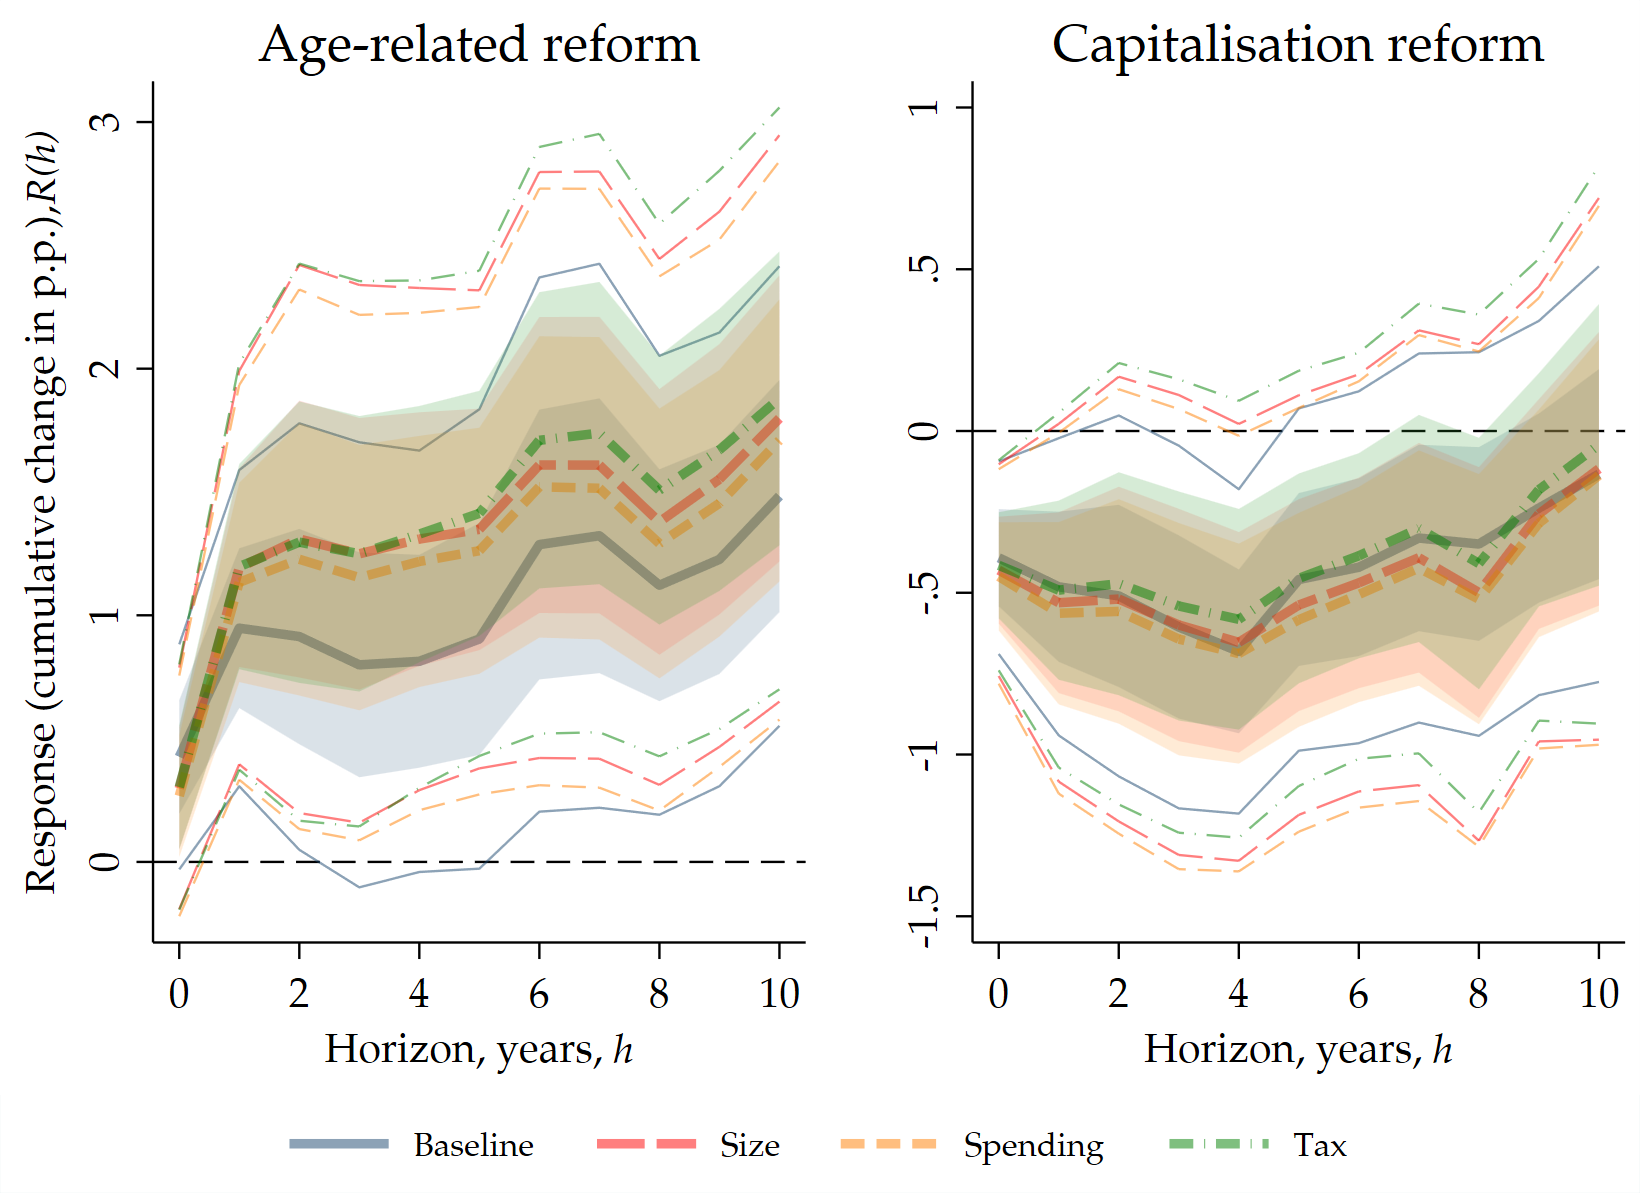 Age-related reform
Capitalisation reform
Response (cumulative change in p.p.),R(h)
3
2
1
0
0 2 4 6 8 10
Horizon, years, h
1
.5
0
-.5
-1
-1.5
0 2 4 6 8 10
Horizon, years, h
Baseline Size Spending Tax